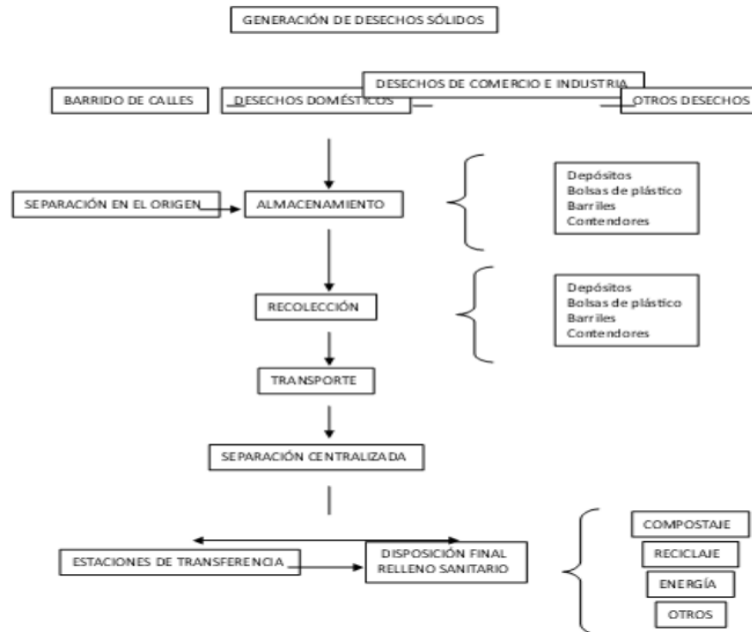 GENERACIÓN DE DESECHOS SÓLIDOS
DESECHOS DE COMERCIO E INDUSTRIA
BARRIDO DE CALLES
DESECHOS DOMÉSTICOS
OTROS DESECHOS
SEPARACIÓN EN EL ORIGEN
ALMACENAMIENTO
Depósitos
Bolsas de plástico
Barriles
Contendores
RECOLECCIÓN
Depósitos
Bolsas de plástico
Barriles
Contendores
TRANSPORTE
SEPARACIÓN CENTRALIZADA
ESTACIONES DE TRANSFERENCIA
DISPOSICIÓN FINAL
RELLENO SANITARIO
COMPOSTAJE
RECICLAJE
ENERGÍA
OTROS